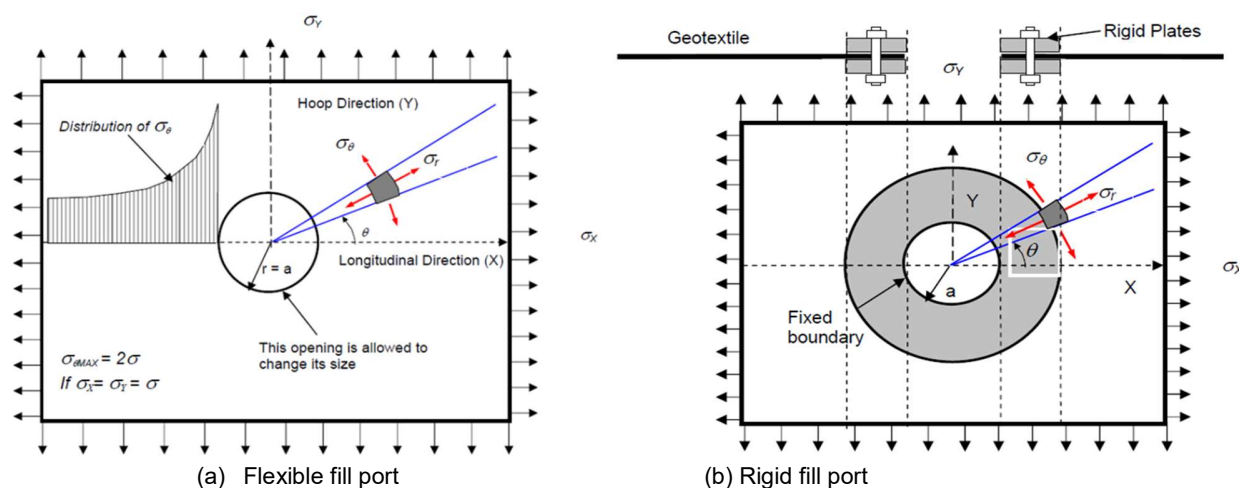 σY
Hoop Direction (Y)
Distribution of σθ
σθ
σr
θ
Longitudinal Direction (X)
r = a
This opening is allowed to
change its size
σθMAX = 2σ
If σX = σY = σ
σX
(a) Flexible fill port
Geotextile
Rigid Plates
σY
σθ
σr
Y
θ
X
a
Fixed
boundary
(b) Rigid fill port